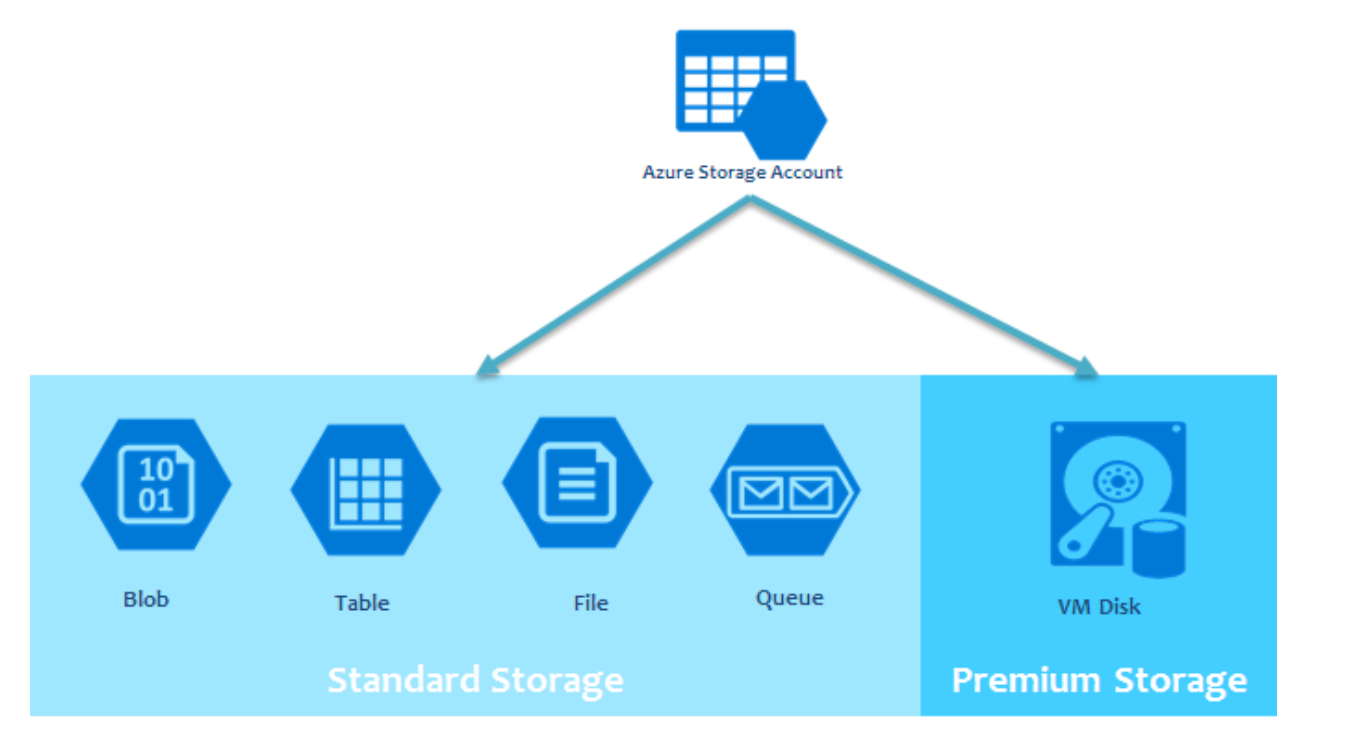 Azure Storage Account
10
01
Blob
Table
File
Queue
VM Disk
Standard Storage
Premium Storage